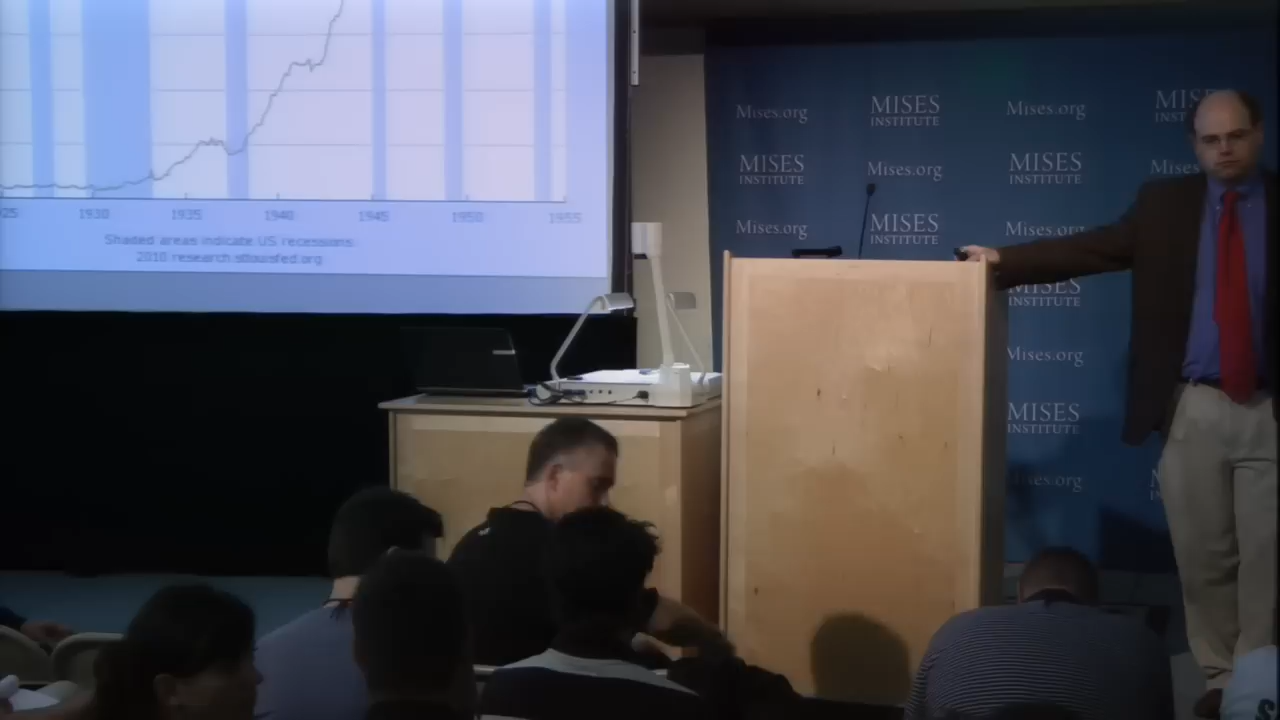 25 1930 1935 1940 1945 1950 1955
Shaded areas indicate US recessions.
2010 research.stlouisfed.org
Mises.org MISES INSTITUTE Mises.org MISES
MISES INSTITUTE Mises.org MISES INSTITUTE Mises
Mises.org MISES INSTITUTE Mises.org
MISES INSTITUTE
Mises.org
MISES INSTITUTE
Mises.org